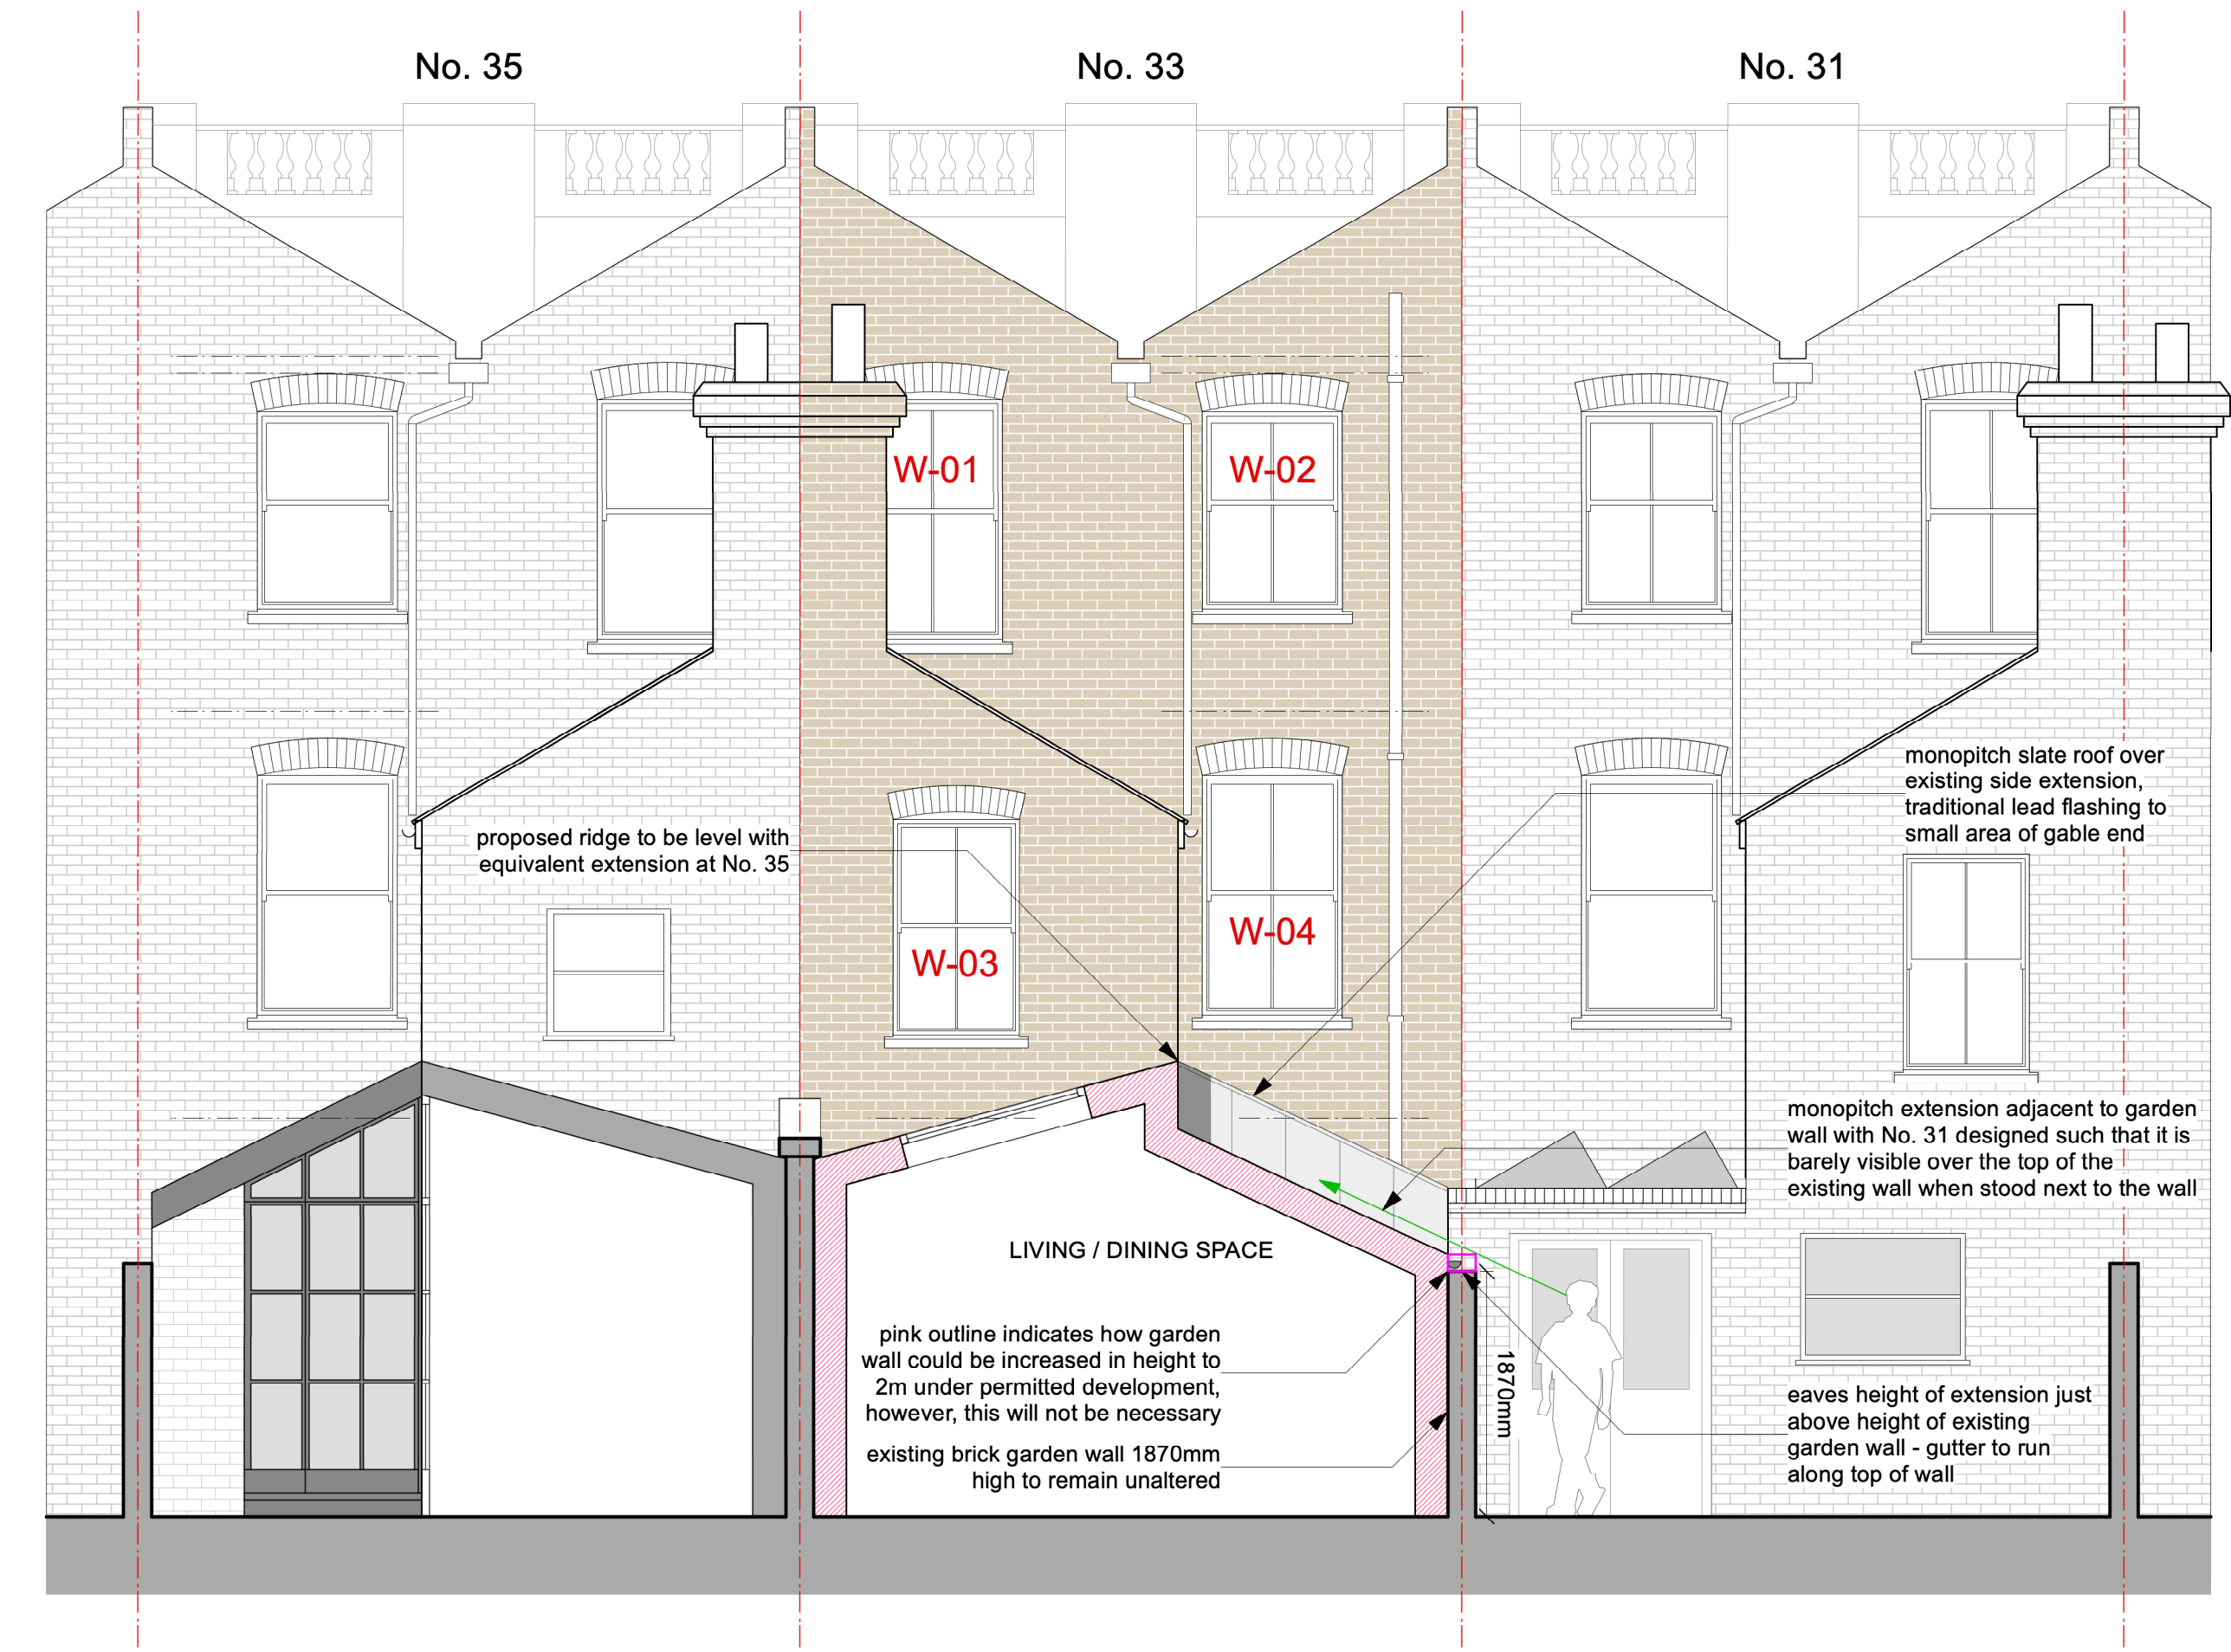 No. 35
No. 33
No. 31
W-01
W-02
monopitch slate roof over
existing side extension,
traditional lead flashing to
small area of gable end
proposed ridge to be level with
equivalent extension at No. 35
W-03
W-04
monopitch extension adjacent to garden
wall with No. 31 designed such that it is
barely visible over the top of the
existing wall when stood next to the wall
LIVING / DINING SPACE
pink outline indicates how garden
wall could be increased in height to
2m under permitted development,
however, this will not be necessary
1870mm
eaves height of extension just
above height of existing
garden wall - gutter to run
along top of wall
existing brick garden wall 1870mm
high to remain unaltered